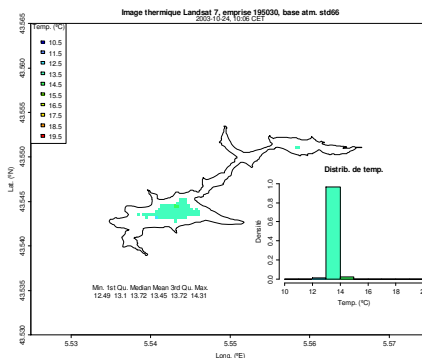 Image thermique Landsat 7, emprise 195030, base atm. std66
2003-10-24, 10:06 CET
Temp. (ºC)
10.5
11.5
12.5
13.5
14.5
15.5
16.5
17.5
18.5
19.5
Lat. (ºN)
43.565
43.560
43.555
43.550
43.545
43.540
43.535
43.530
Distrib. de temp.
Densité
1.0
0.8
0.6
0.4
0.2
0.0
10 12 14 16 18 20
Temp. (ºC)
Min. 1st Qu. Median Mean 3rd Qu. Max.
12.49 13.1 13.72 13.45 13.72 14.31
5.53 5.54 5.55 5.56 5.57
Long. (ºE)